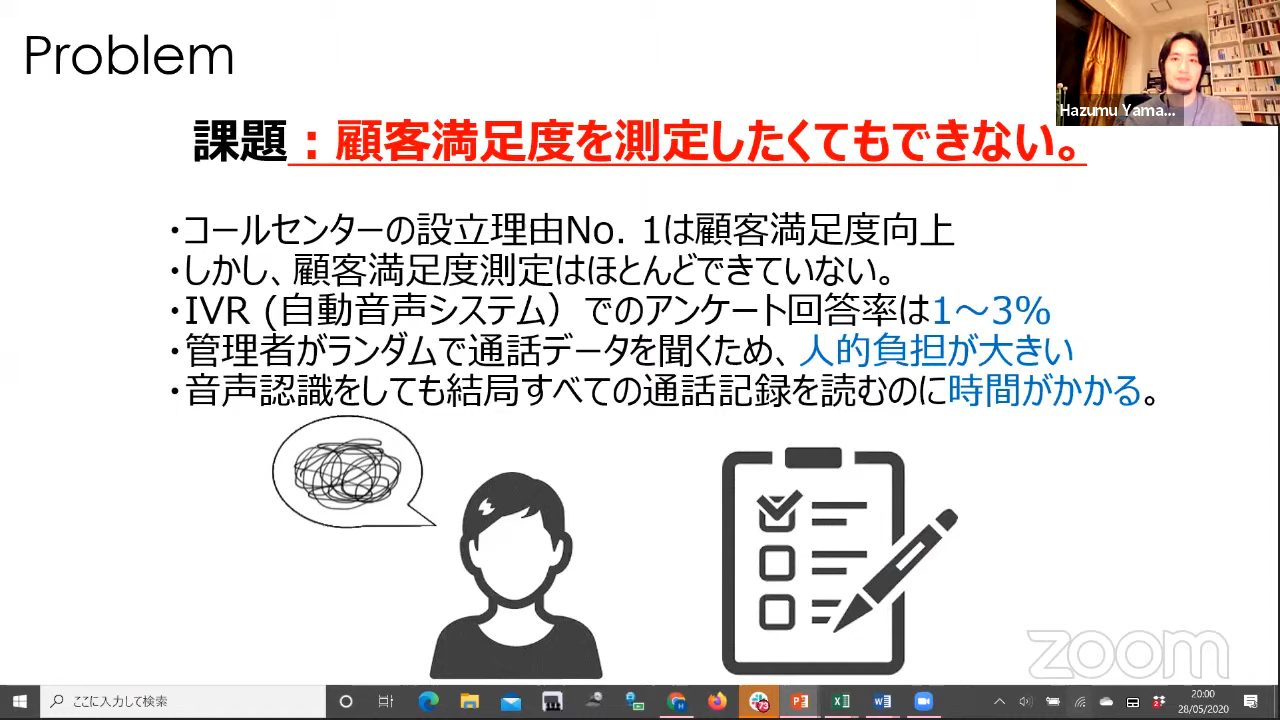 Problem
Hazumu Yama...
課題：顧客満足度を測定したくてもできない。
・コールセンターの設立理由No. 1は顧客満足度向上
・しかし、顧客満足度測定はほとんどできていない。
・IVR (自動音声システム）でのアンケート回答率は1～3%
・管理者がランダムで通話データを聞くため、人的負担が大きい
・音声認識をしても結局すべての通話記録を読むのに時間がかかる。
zoom
ここに入力して検索
73
20:00
28/05/2020